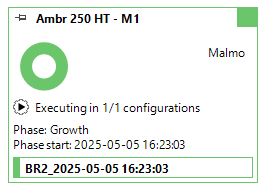 Ambr 250 HT - M1
Malmo
Executing in 1/1 configurations
Phase: Growth
Phase start: 2025-05-05 16:23:03
BR2_2025-05-05 16:23:03